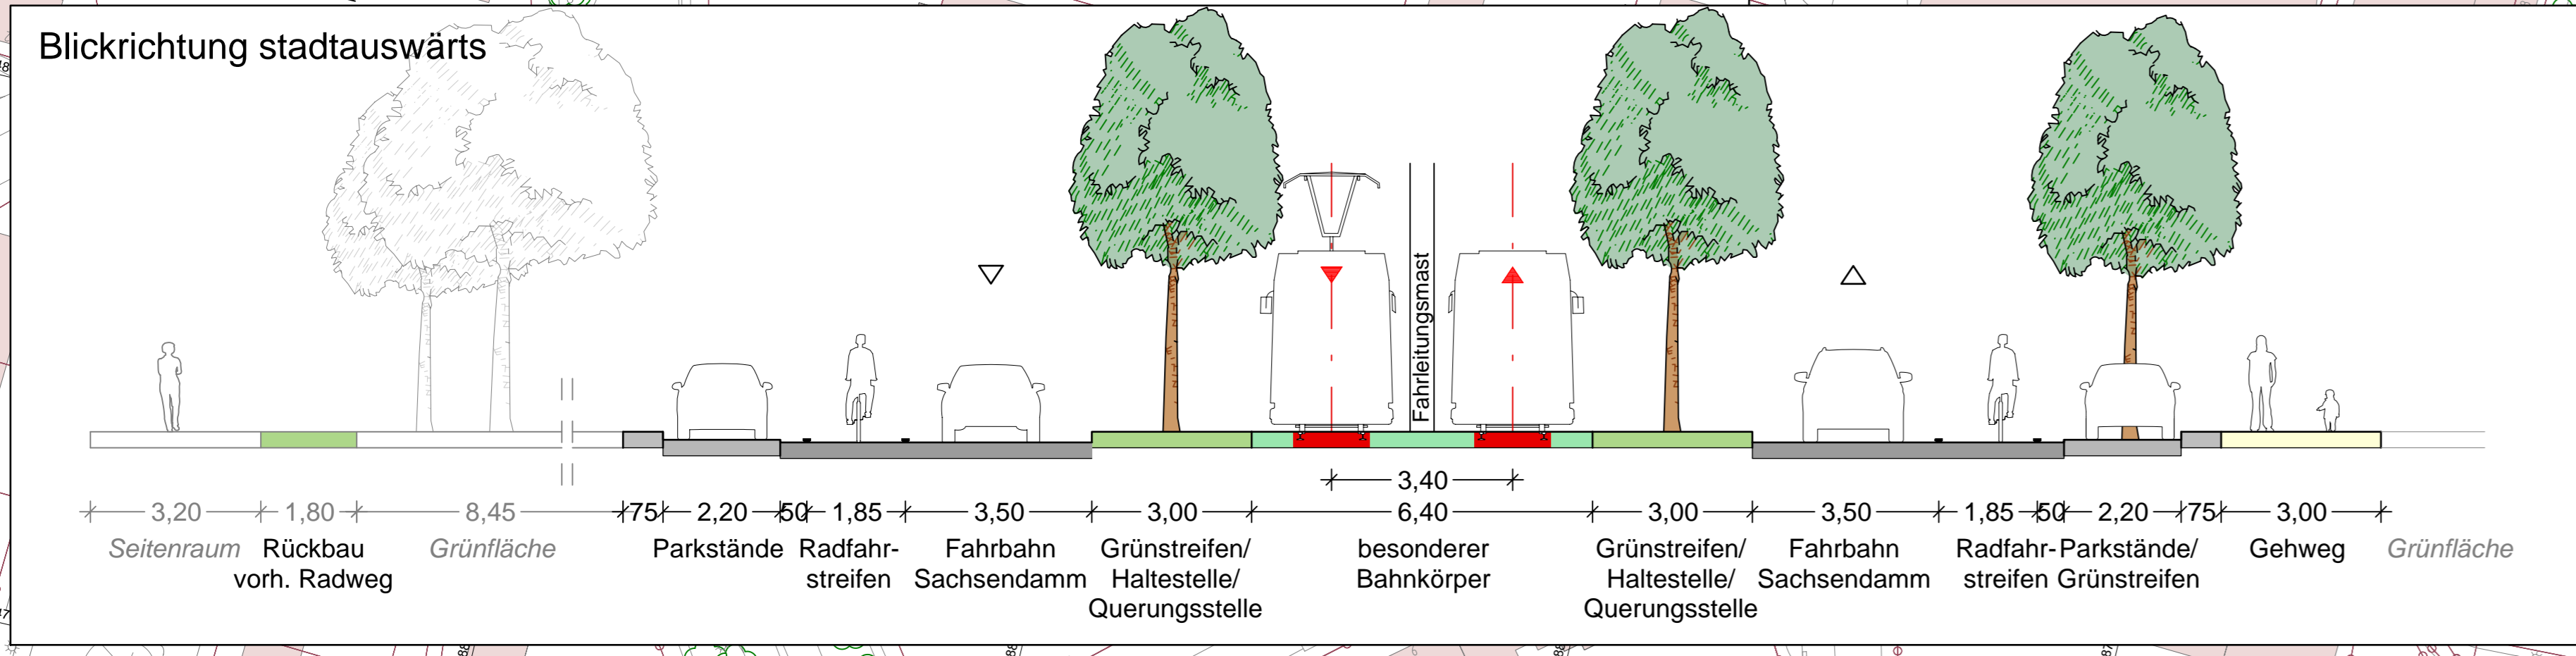 Blickrichtung stadtauswärts
Fahrleitungsmast
3,40
3,20 1,80 8,45 75 2,20 50 1,85 3,50 3,00 6,40 3,00 3,50 1,85 50 2,20 75 3,00
Seitenraum Rückbau Grünfläche Parkstände Radfahr- Fahrbahn Grünstreifen/ besonderer Grünstreifen/ Fahrbahn Radfahr- Parkstände/ Gehweg Grünfläche
vorh. Radweg streifen Sachsendamm Haltestelle/ Bahnkörper Haltestelle/ Sachsendamm streifen Grünstreifen
Querungsstelle Querungsstelle